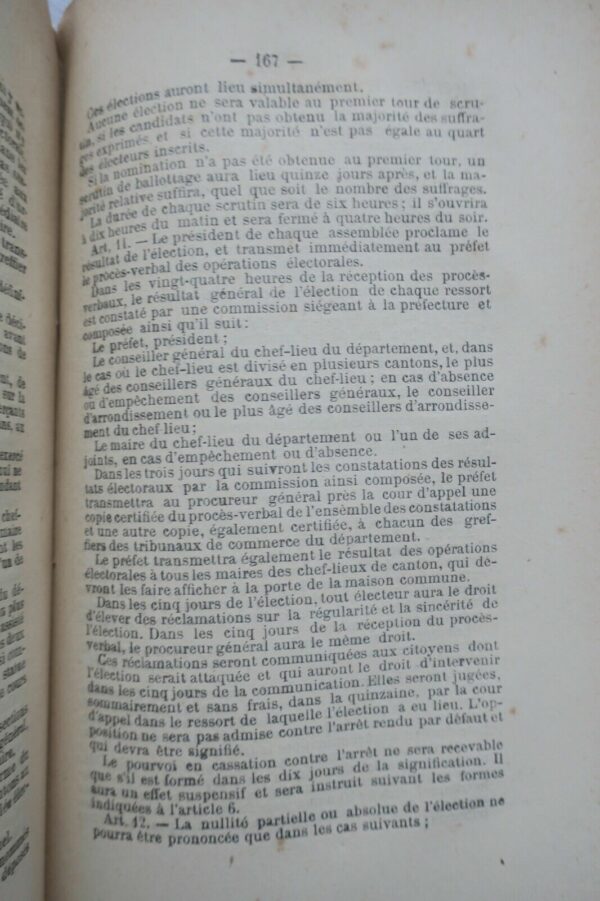 — 167 —
Ces élections auront lieu simultanément.
Aucune élection ne sera valable au premier tour de scru-
tin, si les candidats n'ont pas obtenu la majorité des suffra-
ges exprimés et si cette majorité n'est pas égale au quart
des électeurs inscrits.
Si la nomination n'a pas été obtenue au premier tour, un
scrutin de ballottage aura lieu quinze jours après, et la ma-
jorité relative suffira, quel que soit le nombre des suffrages.
La durée de chaque scrutin sera de six heures; il s'ouvrira
à dix heures du matin et sera fermé à quatre heures du soir.
Art. 11. — Le président de chaque assemblée proclame le
résultat de l'élection, et transmet immédiatement au préfet
le procès-verbal des opérations électorales.
Dans les vingt-quatre heures de la réception des procès-
verbaux, le résultat général de l'élection de chaque ressort
est constaté par une commission siégeant à la préfecture et
composée ainsi qu'il suit:
Le préfet, président;
Le conseiller général du chef-lieu du département, et, dans
le cas où le chef-lieu est divisé en plusieurs cantons, le plus
âgé des conseillers généraux du chef-lieu; en cas d'absence
ou d'empêchement des conseillers généraux, le conseiller
d'arrondissement ou le plus âgé des conseillers d'arrondisse-
ment du chef-lieu;
Le maire du chef-lieu du département ou l'un de ses ad-
joints, en cas d'empêchement ou d'absence.
Dans les trois jours qui suivront les constatations des résul-
tats électoraux par la commission ainsi composée, le préfet
transmettra au procureur général près la cour d'appel une
copie certifiée du procès-verbal de l'ensemble des constatations
et une autre copie, également certifiée, à chacun des gref-
fiers des tribunaux de commerce du département.
Le préfet transmettra également le résultat des opérations
électorales à tous les maires des chef-lieux de canton, qui de-
vront les faire afficher à la porte de la maison commune.
Dans les cinq jours de l'élection, tout électeur aura le droit
d'élever des réclamations sur la régularité et la sincérité de
l'élection. Dans les cinq jours de la réception du procès-
verbal, le procureur général aura le même droit.
Ces réclamations seront communiquées aux citoyens dont
l'élection serait attaquée et qui auront le droit d'intervenir
dans les cinq jours de la communication. Elles seront jugées,
sommairement et sans frais, dans la quinzaine, par la cour
d'appel dans le ressort de laquelle l'élection a eu lieu. L'op-
position ne sera pas admise contre l'arrêt rendu par défaut et
qui devra être signifié.
Le pourvoi en cassation contre l'arrêt ne sera recevable
que s'il est formé dans les dix jours de la signification. Il
aura un effet suspensif et sera instruit suivant les formes
indiquées à l'article 6.
Art. 12. — La nullité partielle ou absolue de l'élection ne
pourra être prononcée que dans les cas suivants;